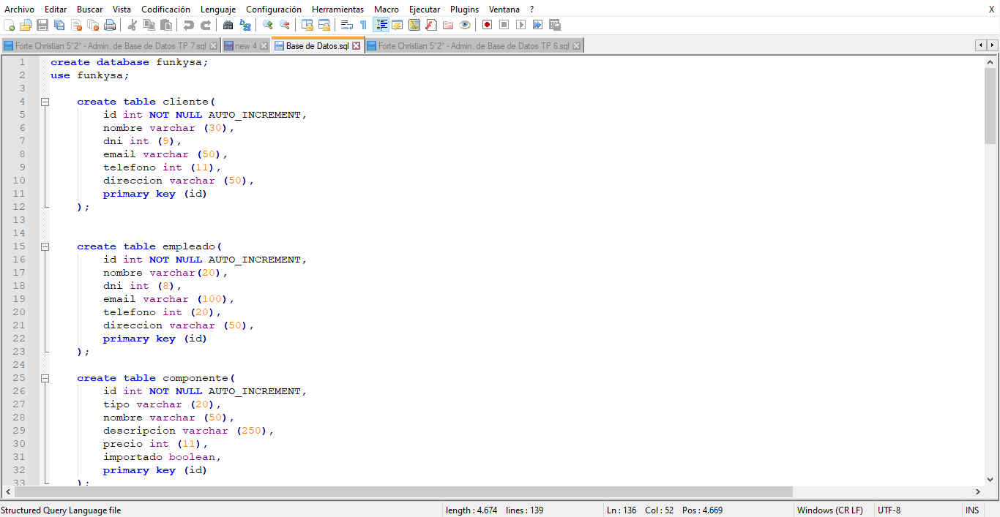 Archivo Editar Buscar Vista Codificación Lenguaje Configuración Herramientas Macro Ejecutar Plugins Ventana ? X
Forte Christian 5°2° - Admin. de Base de Datos TP 7.sql new 4 Base de Datos.sql Forte Christian 5°2° - Admin. de Base de Datos TP 6.sql
1 create database funkysa;
2 use funkysa;
3
4 create table cliente(
5 id int NOT NULL AUTO_INCREMENT,
6 nombre varchar (30),
7 dni int (9),
8 email varchar (50),
9 telefono int (11),
10 direccion varchar (50),
11 primary key (id)
12 );
13
14
15 create table empleado(
16 id int NOT NULL AUTO_INCREMENT,
17 nombre varchar(20),
18 dni int (8),
19 email varchar (100),
20 telefono int (20),
21 direccion varchar (50),
22 primary key (id)
23 );
24
25 create table componente(
26 id int NOT NULL AUTO_INCREMENT,
27 tipo varchar (20),
28 nombre varchar (50),
29 descripcion varchar (250),
30 precio int (11),
31 importado boolean,
32 primary key (id)
33 );
Structured Query Language file length : 4.674 lines : 139 Ln : 136 Col : 52 Pos : 4.669 Windows (CR LF) UTF-8 INS